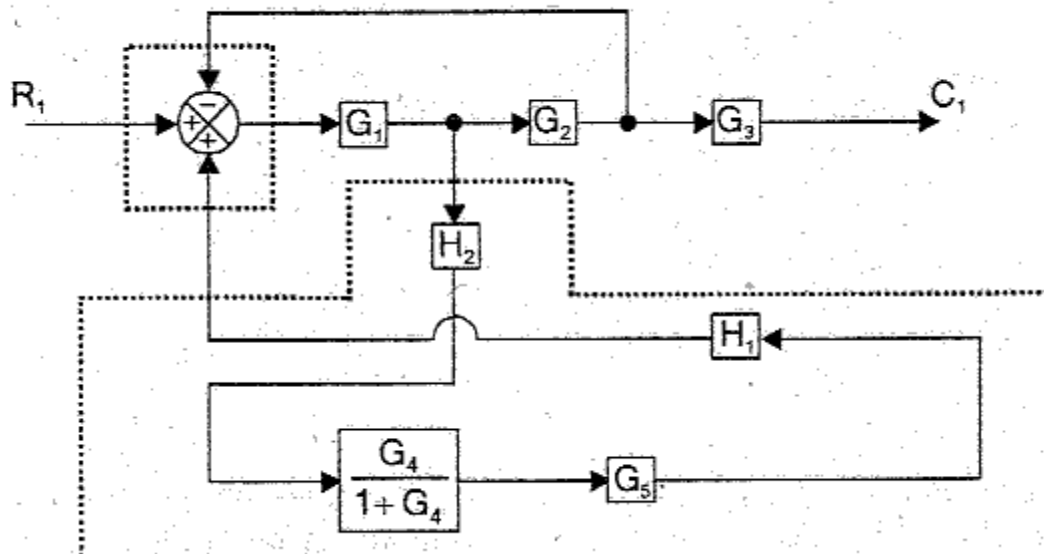 −
R₁ + G₁ G₂ G₃ C₁
+
H₂
H₁
G₄
1+ G₄
G₅